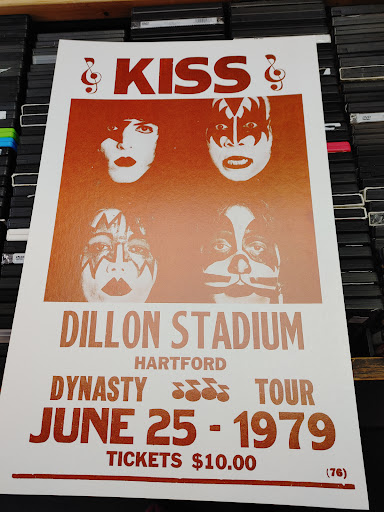 KISS
DILLON STADIUM
HARTFORD
DYNASTY TOUR
JUNE 25 - 1979
TICKETS $10.00
(76)